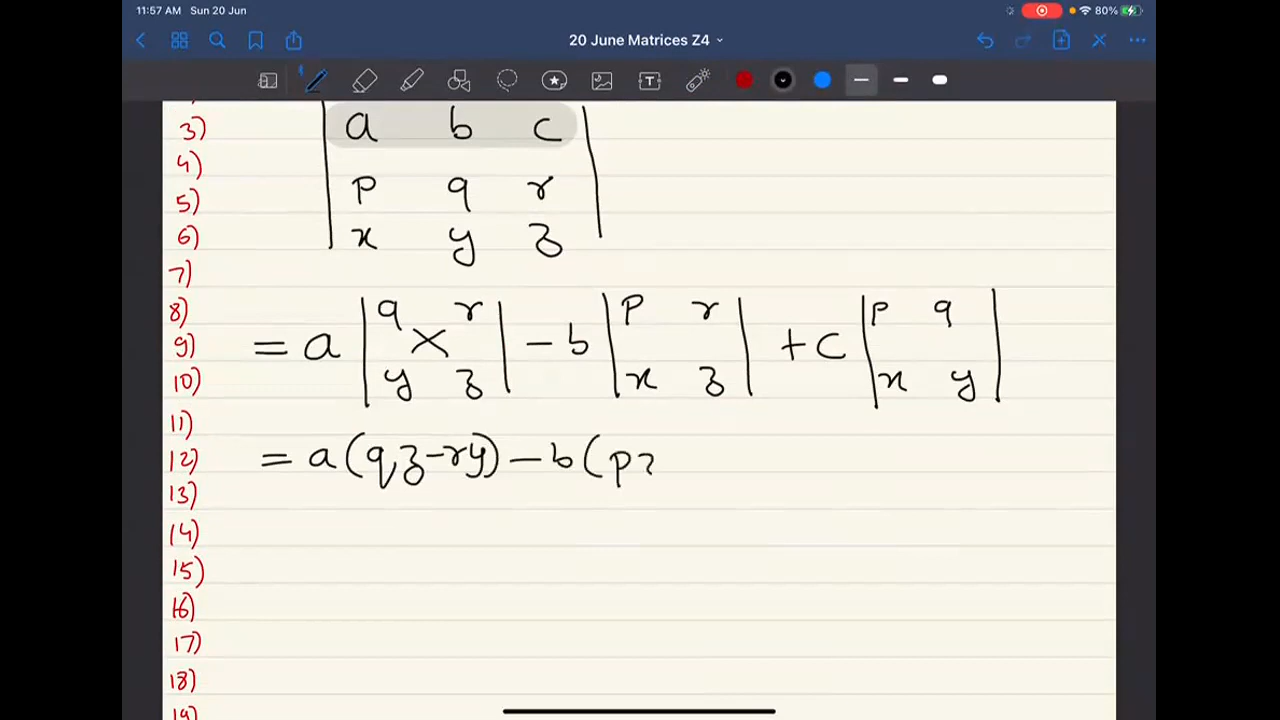 11:57 AM Sun 20 Jun 80%
20 June Matrices Z4
T
3) a b c
4)
5) p q r
6) x y z
7)
8) q r p r p q
9) = a × - b + c
10) y z x z x y
11)
12) = a(qz-ry) - b(p
13)
14)
15)
16)
17)
18)